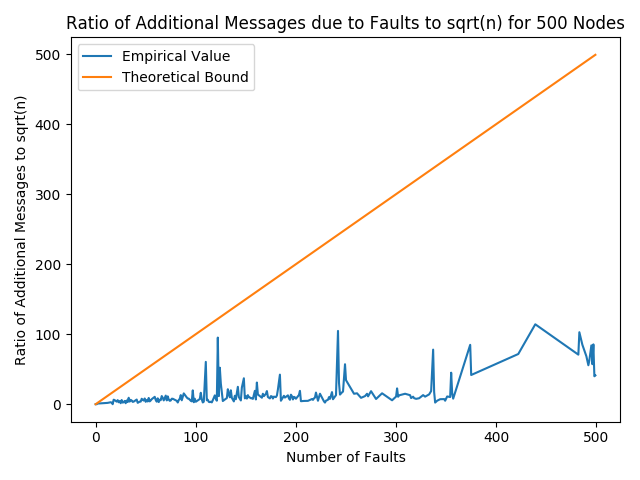 Ratio of Additional Messages due to Faults to sqrt(n) for 500 Nodes
Empirical Value
Theoretical Bound
Ratio of Additional Messages to sqrt(n)
500
400
300
200
100
0
0 100 200 300 400 500
Number of Faults